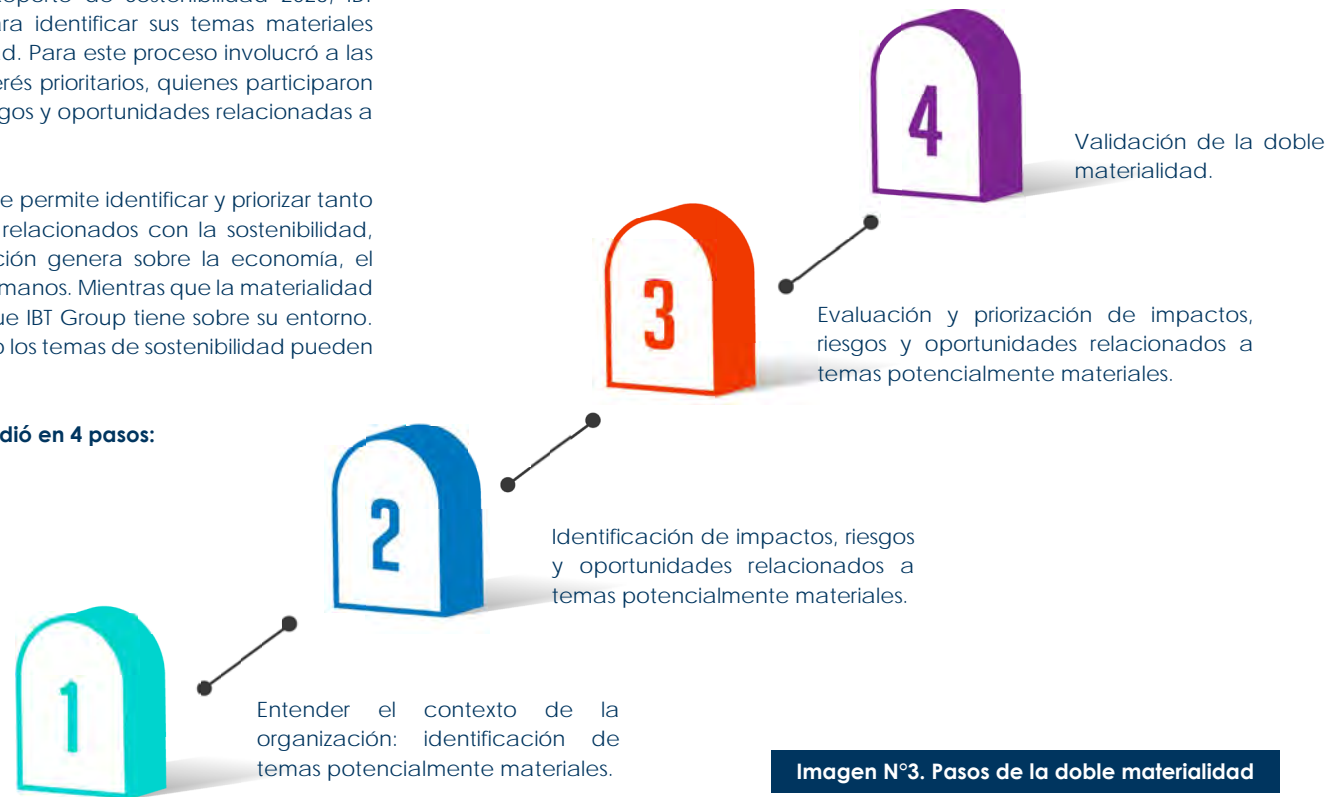 sostenibilidad
ara identificar sus temas materiales
d. Para este proceso involucró a las
erés prioritarios, quienes participaron
gos y oportunidades relacionadas a
e permite identificar y priorizar tanto
relacionados con la sostenibilidad,
ción genera sobre la economía, el
manos. Mientras que la materialidad
ue IBT Group tiene sobre su entorno.
o los temas de sostenibilidad pueden
dió en 4 pasos:
4
Validación de la doble
materialidad.
3
Evaluación y priorización de impactos,
riesgos y oportunidades relacionados a
temas potencialmente materiales.
2
Identificación de impactos, riesgos
y oportunidades relacionados a
temas potencialmente materiales.
1
Entender el contexto de la
organización: identificación de
temas potencialmente materiales.
Imagen N°3. Pasos de la doble materialidad